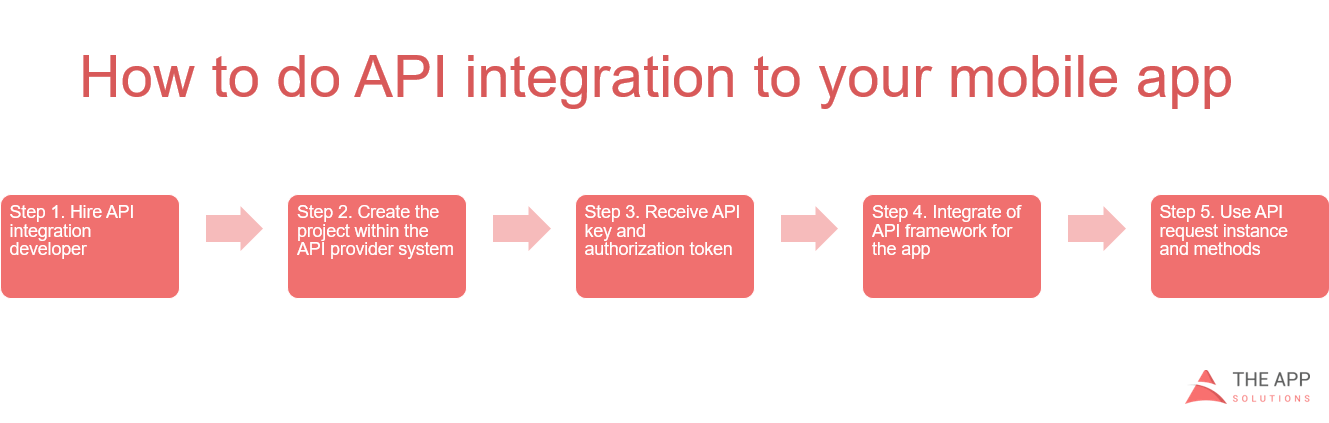 How to do API integration to your mobile app
Step 1. Hire API
integration
developer
Step 2. Create the
project within the
API provider system
Step 3. Receive API
key and
authorization token
Step 4. Integrate of
API framework for
the app
Step 5. Use API
request instance
and methods
THE APP
SOLUTIONS